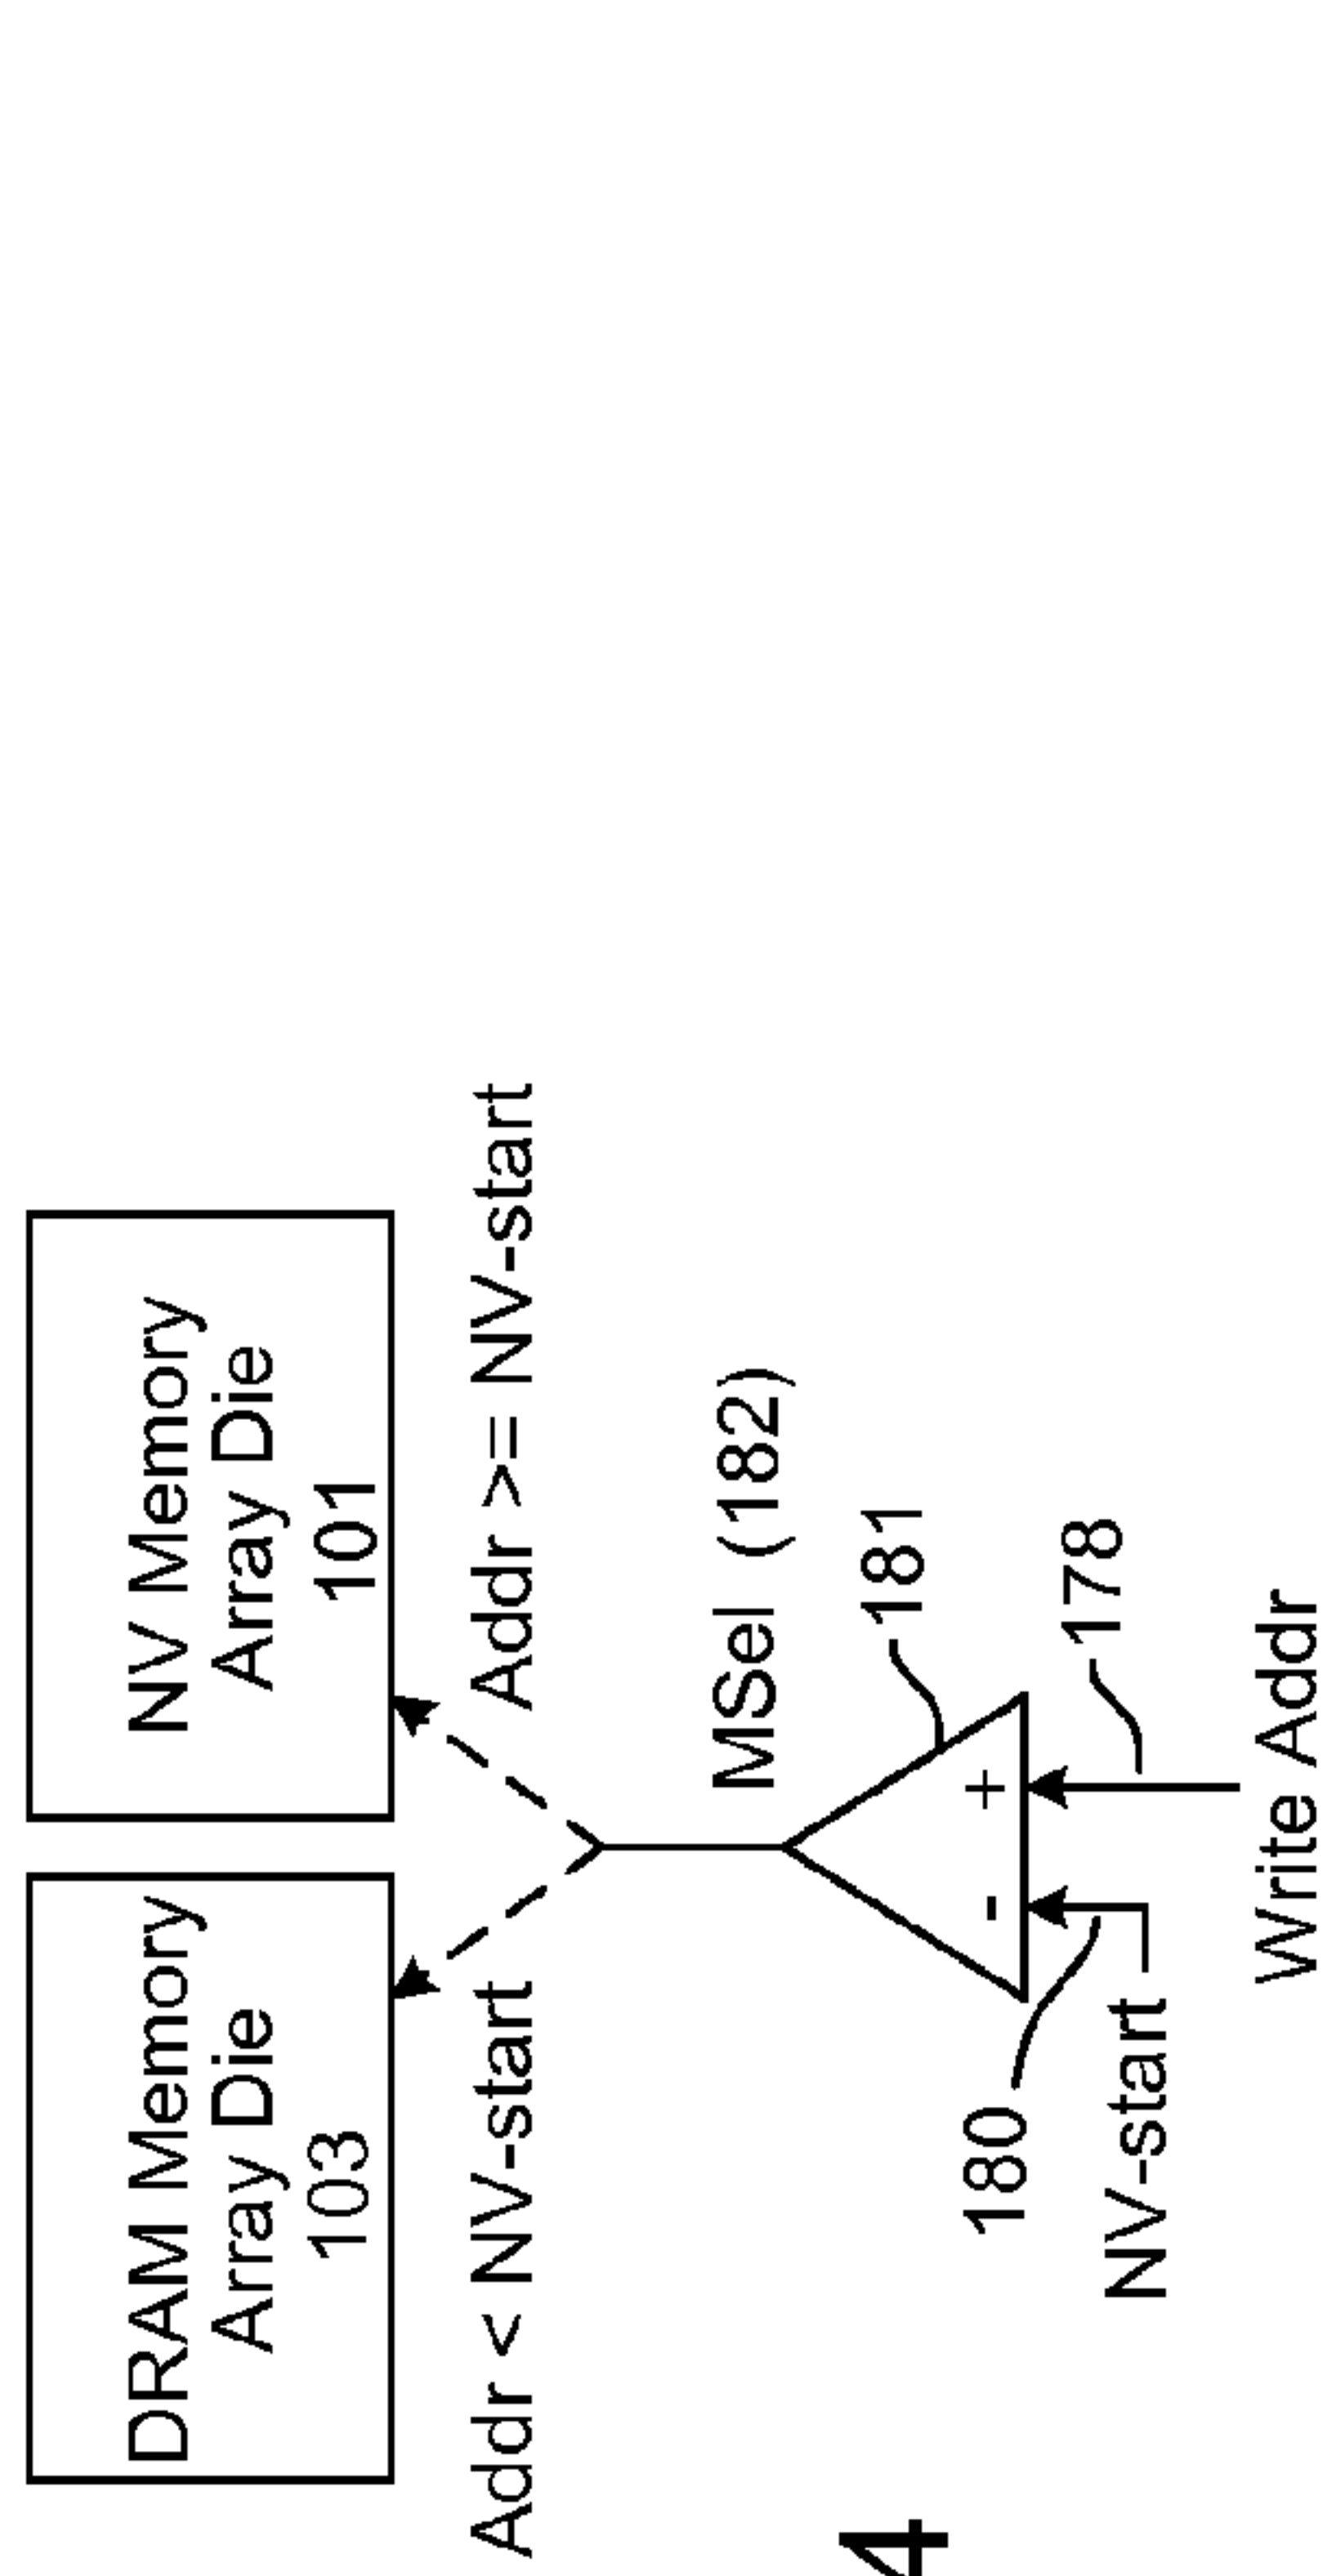 DRAM Memory
Array Die
103
NV Memory
Array Die
101
Addr < NV-start
Addr >= NV-start
MSel (182)
181
- +
180
178
NV-start
Write Addr
4